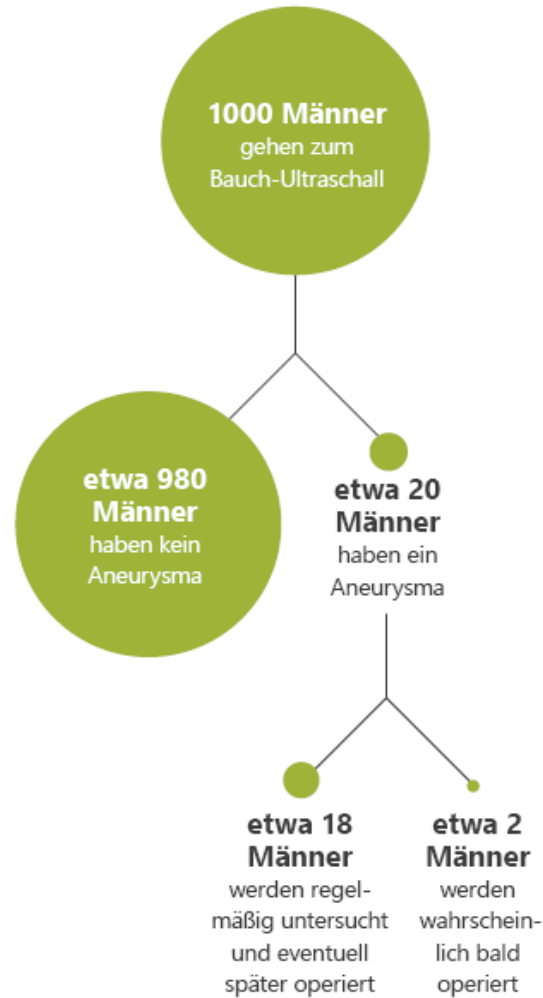 1000 Männer
gehen zum
Bauch-Ultraschall
etwa 980
Männer
haben kein
Aneurysma
etwa 20
Männer
haben ein
Aneurysma
etwa 18
Männer
werden regel-
mäßig untersucht
und eventuell
später operiert
etwa 2
Männer
werden
wahrschein-
lich bald
operiert